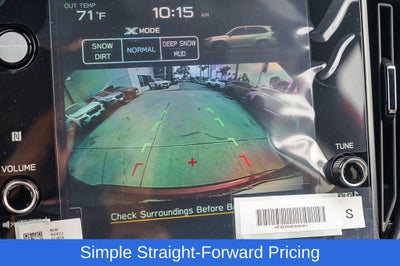 OUT TEMP
71°F
10:15 AM
X MODE
SNOW
DIRT
NORMAL
DEEP SNOW
MUD
VOLUME
TUNE
Check Surroundings Before Ba
S
Simple Straight-Forward Pricing